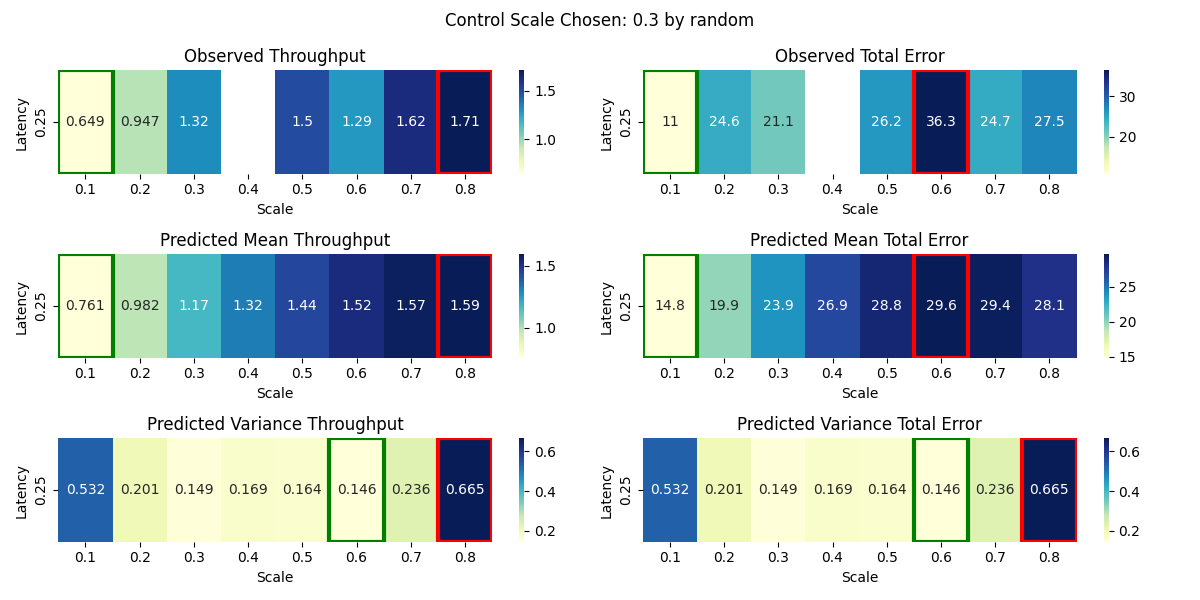 Control Scale Chosen: 0.3 by random
Observed Throughput
Latency
0.25
0.649 0.947 1.32 1.5 1.29 1.62 1.71
1.5
1.0
0.1 0.2 0.3 0.4 0.5 0.6 0.7 0.8
Scale
Observed Total Error
Latency
0.25
11 24.6 21.1 26.2 36.3 24.7 27.5
30
20
0.1 0.2 0.3 0.4 0.5 0.6 0.7 0.8
Scale
Predicted Mean Throughput
Latency
0.25
0.761 0.982 1.17 1.32 1.44 1.52 1.57 1.59
1.5
1.0
0.1 0.2 0.3 0.4 0.5 0.6 0.7 0.8
Scale
Predicted Mean Total Error
Latency
0.25
14.8 19.9 23.9 26.9 28.8 29.6 29.4 28.1
25
20
15
0.1 0.2 0.3 0.4 0.5 0.6 0.7 0.8
Scale
Predicted Variance Throughput
Latency
0.25
0.532 0.201 0.149 0.169 0.164 0.146 0.236 0.665
0.6
0.4
0.2
0.1 0.2 0.3 0.4 0.5 0.6 0.7 0.8
Scale
Predicted Variance Total Error
Latency
0.25
0.532 0.201 0.149 0.169 0.164 0.146 0.236 0.665
0.6
0.4
0.2
0.1 0.2 0.3 0.4 0.5 0.6 0.7 0.8
Scale